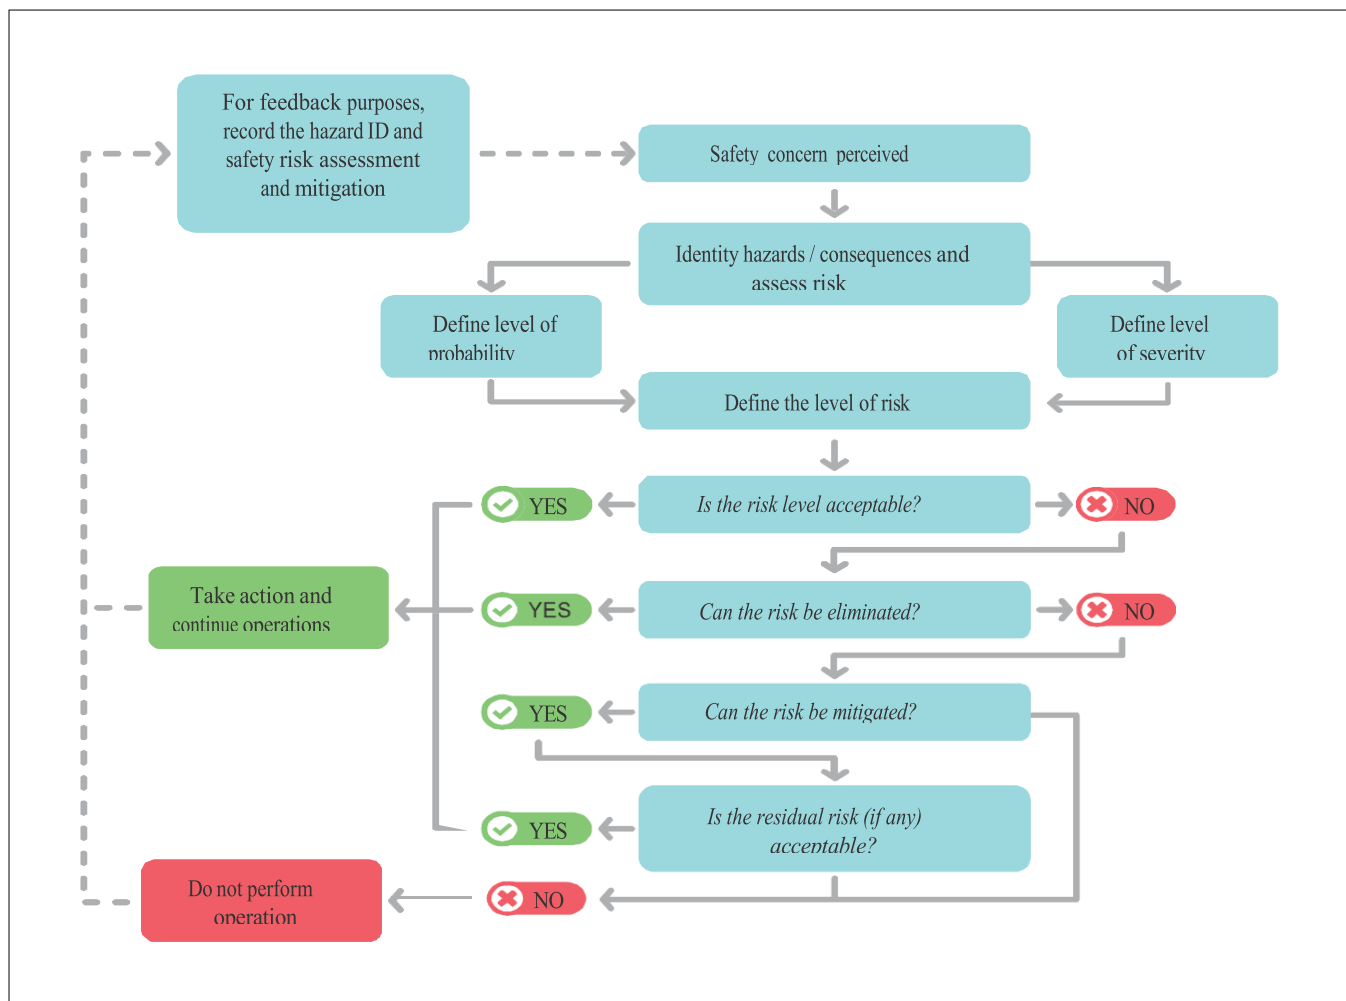 For feedback purposes,
record the hazard ID and
safety risk assessment
and mitigation
Safety concern perceived
Identity hazards / consequences and
assess risk
Define level of
probability
Define level
of severity
Define the level of risk
YES
Is the risk level acceptable?
NO
Take action and
continue operations
YES
Can the risk be eliminated?
NO
YES
Can the risk be mitigated?
YES
Is the residual risk (if any)
acceptable?
Do not perform
operation
NO